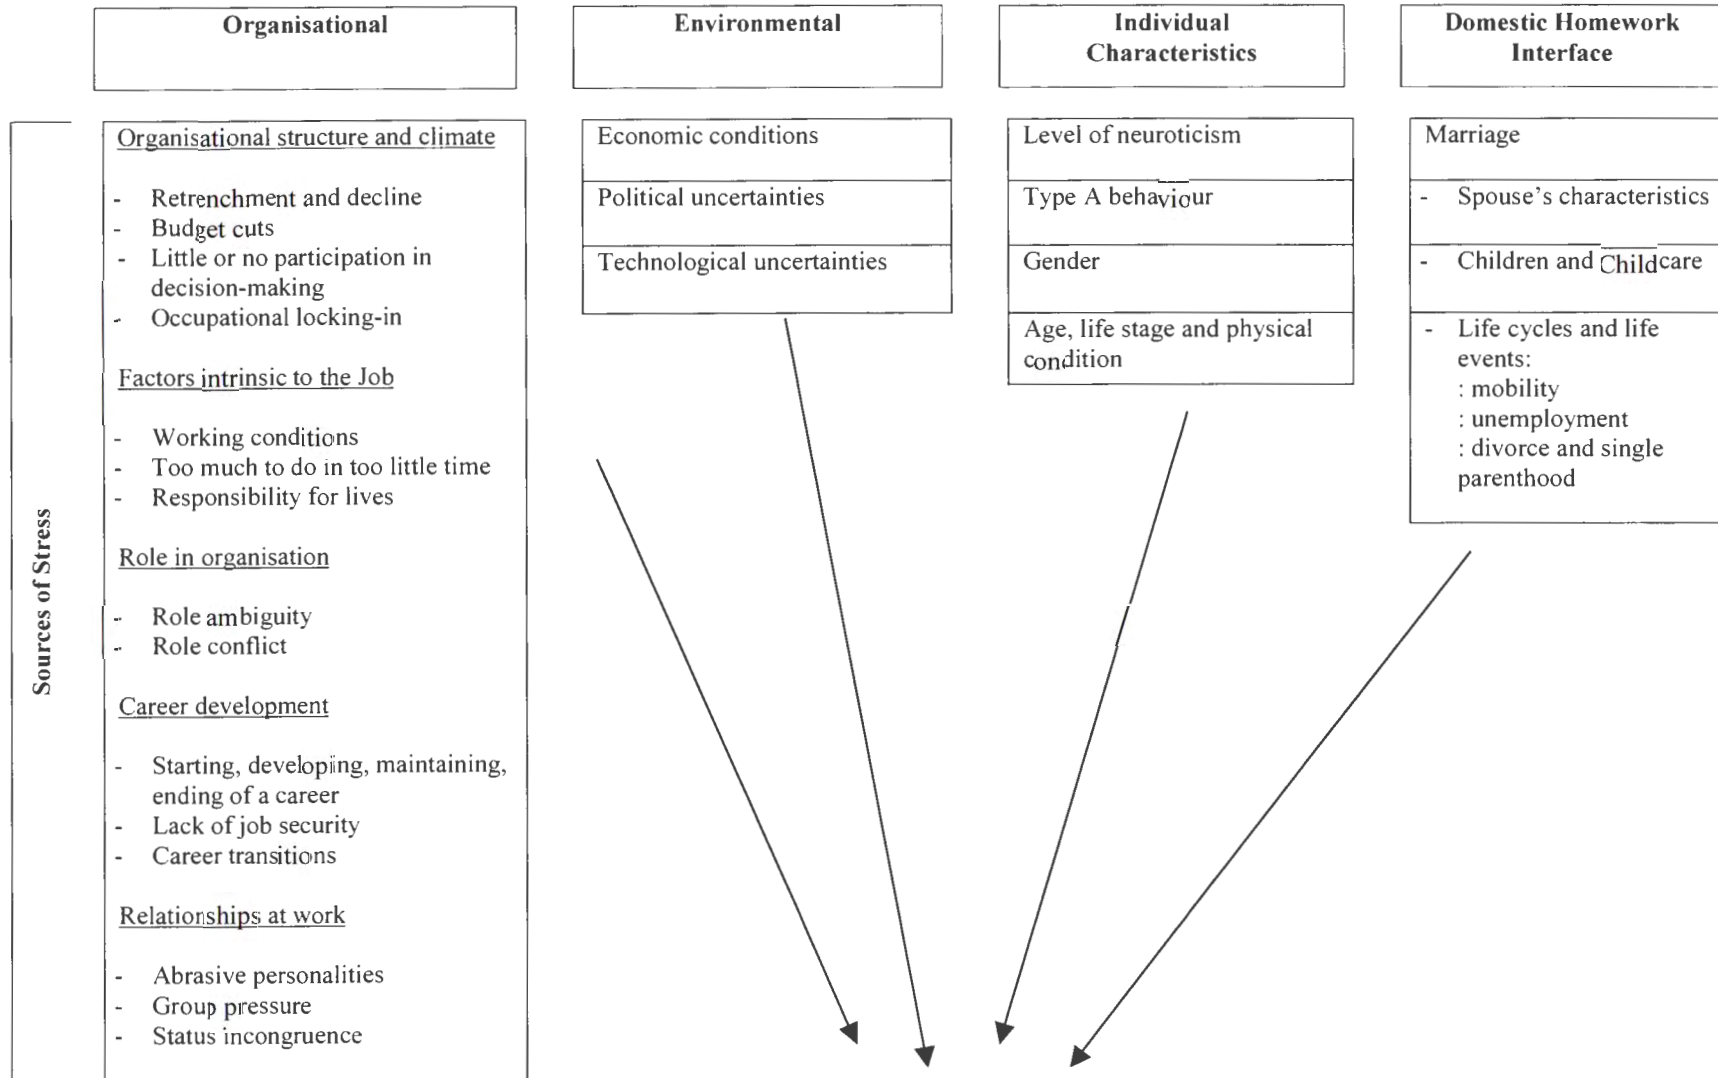 Organisational
Environmental
Individual
Characteristics
Domestic Homework
Interface
Sources of Stress
Organisational structure and climate
- Retrenchment and decline
- Budget cuts
- Little or no participation in
decision-making
- Occupational locking-in
Factors intrinsic to the Job
- Working conditions
- Too much to do in too little time
- Responsibility for lives
Role in organisation
- Role ambiguity
- Role conflict
Career development
- Starting, developing, maintaining,
ending of a career
- Lack of job security
- Career transitions
Relationships at work
- Abrasive personalities
- Group pressure
- Status incongruence
Economic conditions
Political uncertainties
Technological uncertainties
Level of neuroticism
Type A behaviour
Gender
Age, life stage and physical
condition
Marriage
- Spouse's characteristics
- Children and Childcare
- Life cycles and life
events:
: mobility
: unemployment
: divorce and single
parenthood